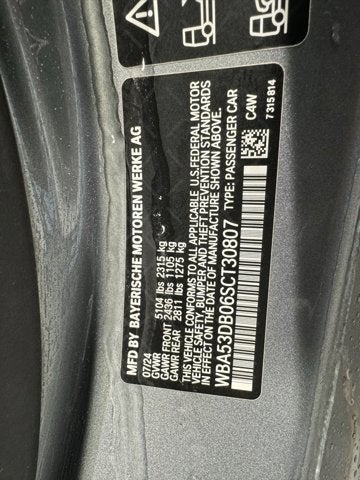 MFD BY BAYERISCHE MOTOREN WERKE AG
07/24
GVWR 5104 lbs 2315 kg
GAWR FRONT 2436 lbs 1105 kg
GAWR REAR 2811 lbs 1275 kg
THIS VEHICLE CONFORMS TO ALL APPLICABLE U.S. FEDERAL MOTOR
VEHICLE SAFETY, BUMPER AND THEFT PREVENTION STANDARDS
IN EFFECT ON DATE OF MANUFACTURE SHOWN ABOVE.
WBA53DB06SCT30807 TYPE: PASSENGER CAR
C4W
7 315 814